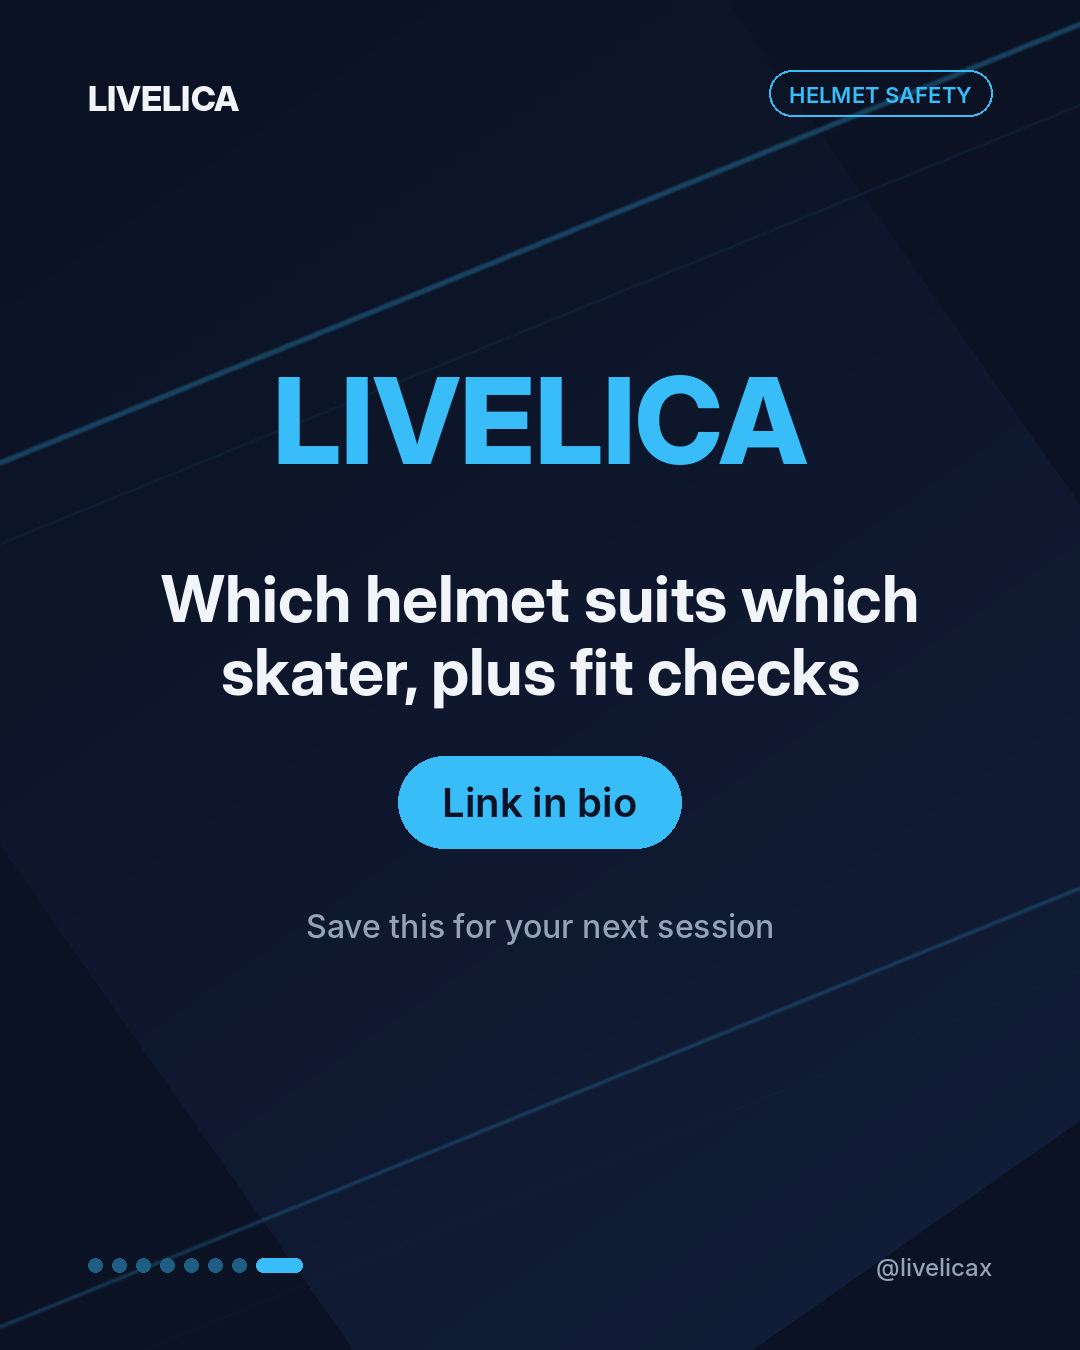 LIVELICA
HELMET SAFETY
LIVELICA
Which helmet suits which
skater, plus fit checks
Link in bio
Save this for your next session
@livelicax